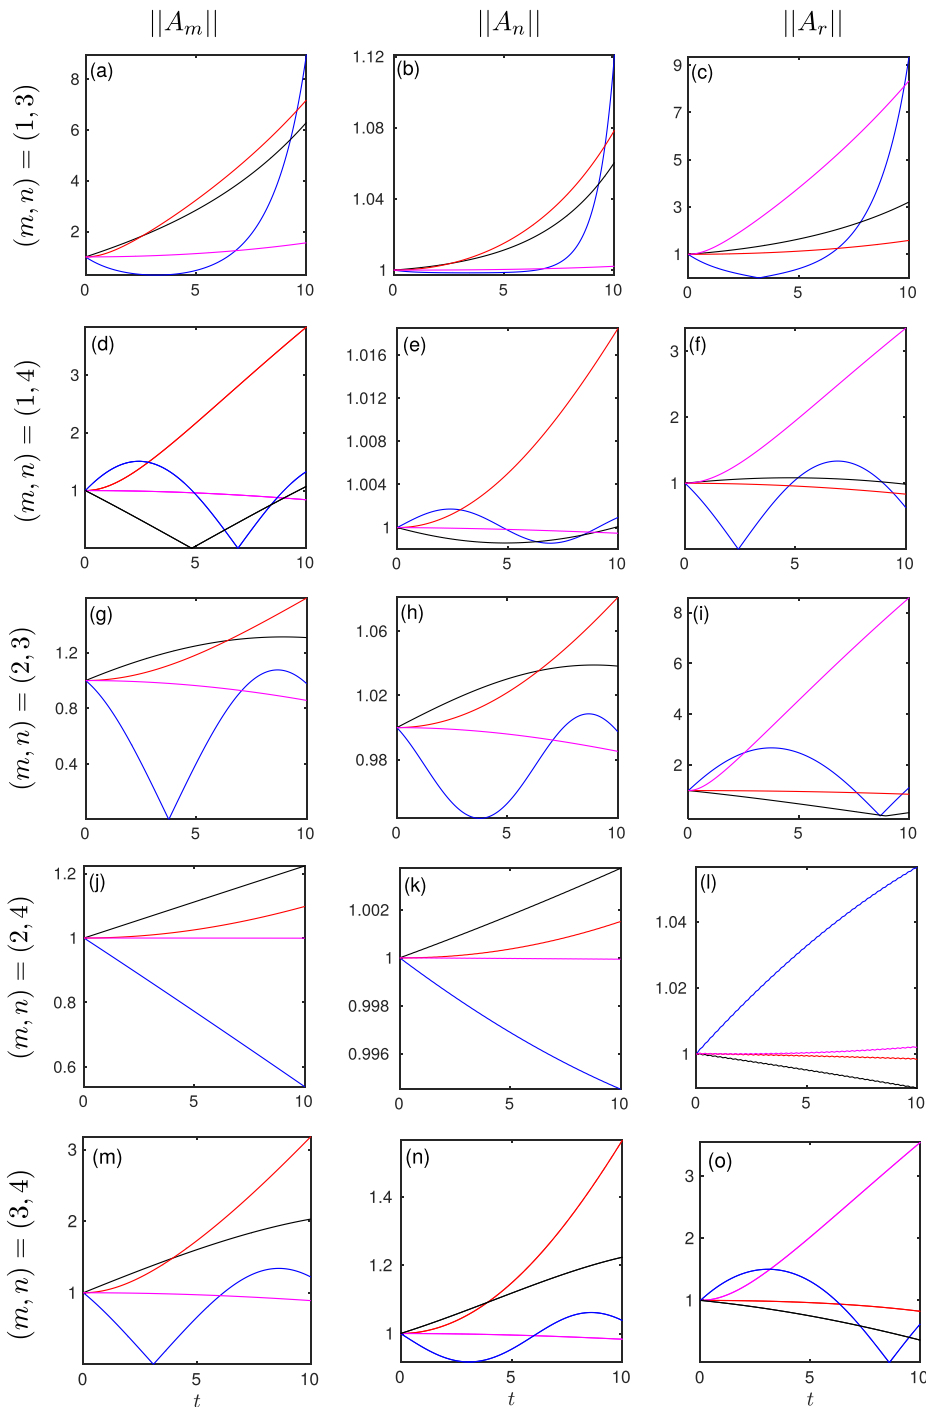 ||A_m|| ||A_n|| ||A_r||
(m, n) = (1, 3)
(a) 8 6 4 2 0 5 10
(b) 1.12 1.08 1.04 1 0 5 10
(c) 9 7 5 3 1 0 5 10
(m, n) = (1, 4)
(d) 3 2 1 0 5 10
(e) 1.016 1.012 1.008 1.004 1 0 5 10
(f) 3 2 1 0 5 10
(m, n) = (2, 3)
(g) 1.2 0.8 0.4 0 5 10
(h) 1.06 1.02 0.98 0 5 10
(i) 8 6 4 2 0 5 10
(m, n) = (2, 4)
(j) 1.2 1 0.8 0.6 0 5 10
(k) 1.002 1 0.998 0.996 0 5 10
(l) 1.04 1.02 1 0 5 10
(m, n) = (3, 4)
(m) 3 2 1 0 5 10 t
(n) 1.4 1.2 1 0 5 10 t
(o) 3 2 1 0 5 10 t